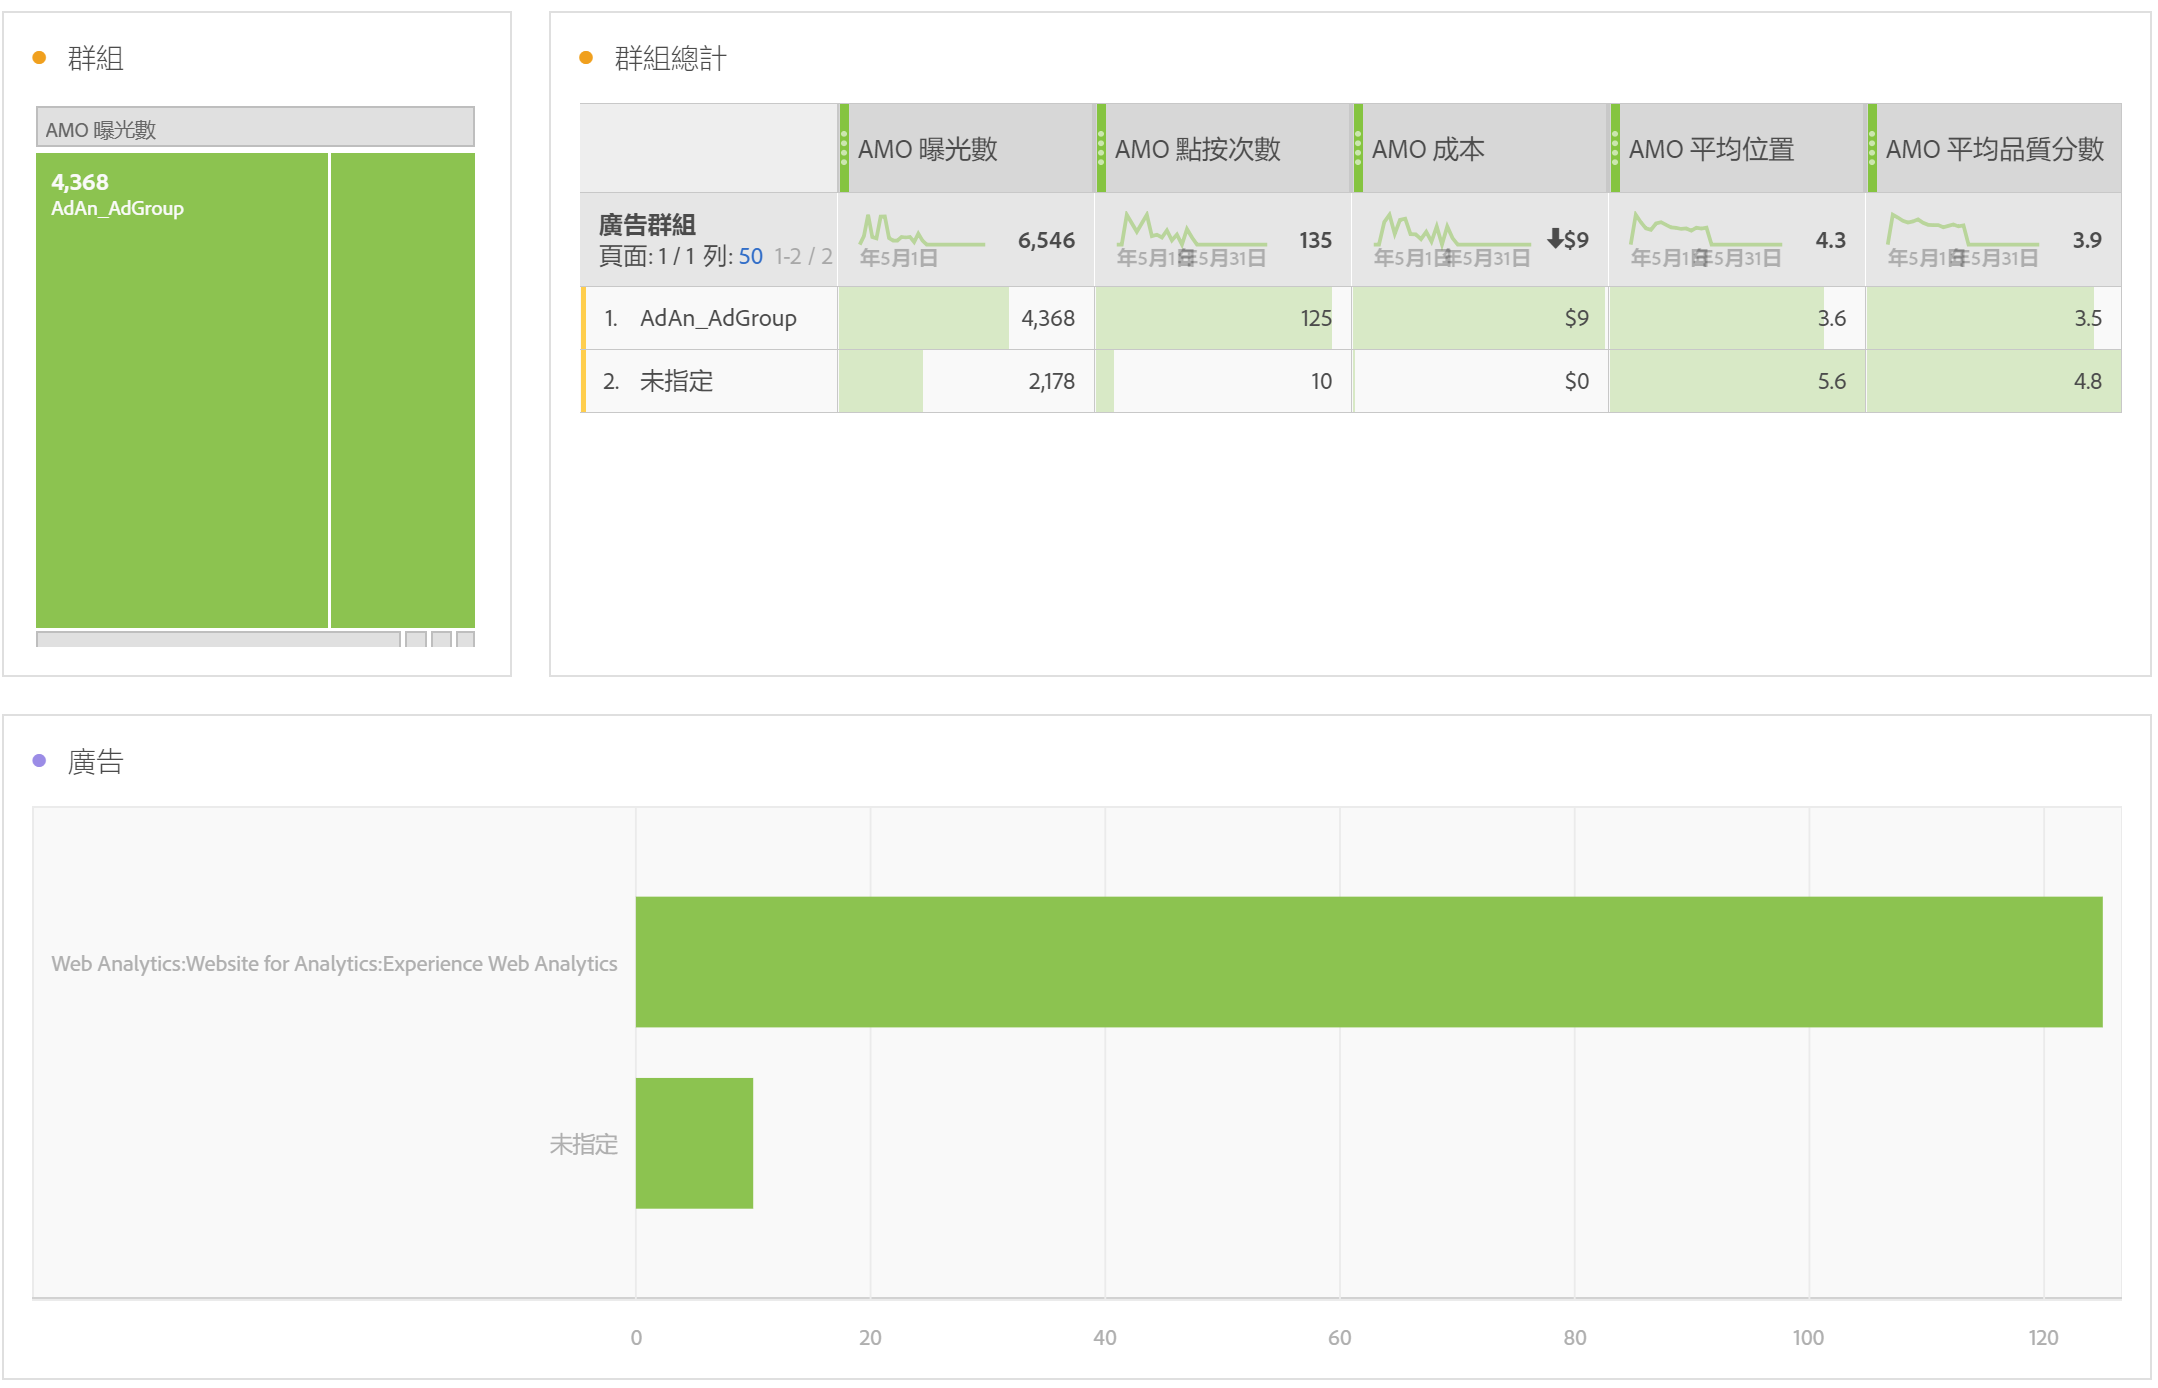 群組
AMO 曝光數
4,368
AdAn_AdGroup
群組總計
AMO 曝光數 AMO 點按次數 AMO 成本 AMO 平均位置 AMO 平均品質分數
廣告群組
頁面: 1 / 1 列: 50 1-2 / 2
6,546 135 $9 4.3 3.9
年5月1日 年5月1日 年5月31日 年5月1日 年5月31日 年5月1日 年5月31日 年5月1日 年5月31日
1. AdAn_AdGroup 4,368 125 $9 3.6 3.5
2. 未指定 2,178 10 $0 5.6 4.8
廣告
Web Analytics:Website for Analytics:Experience Web Analytics
未指定
0 20 40 60 80 100 120